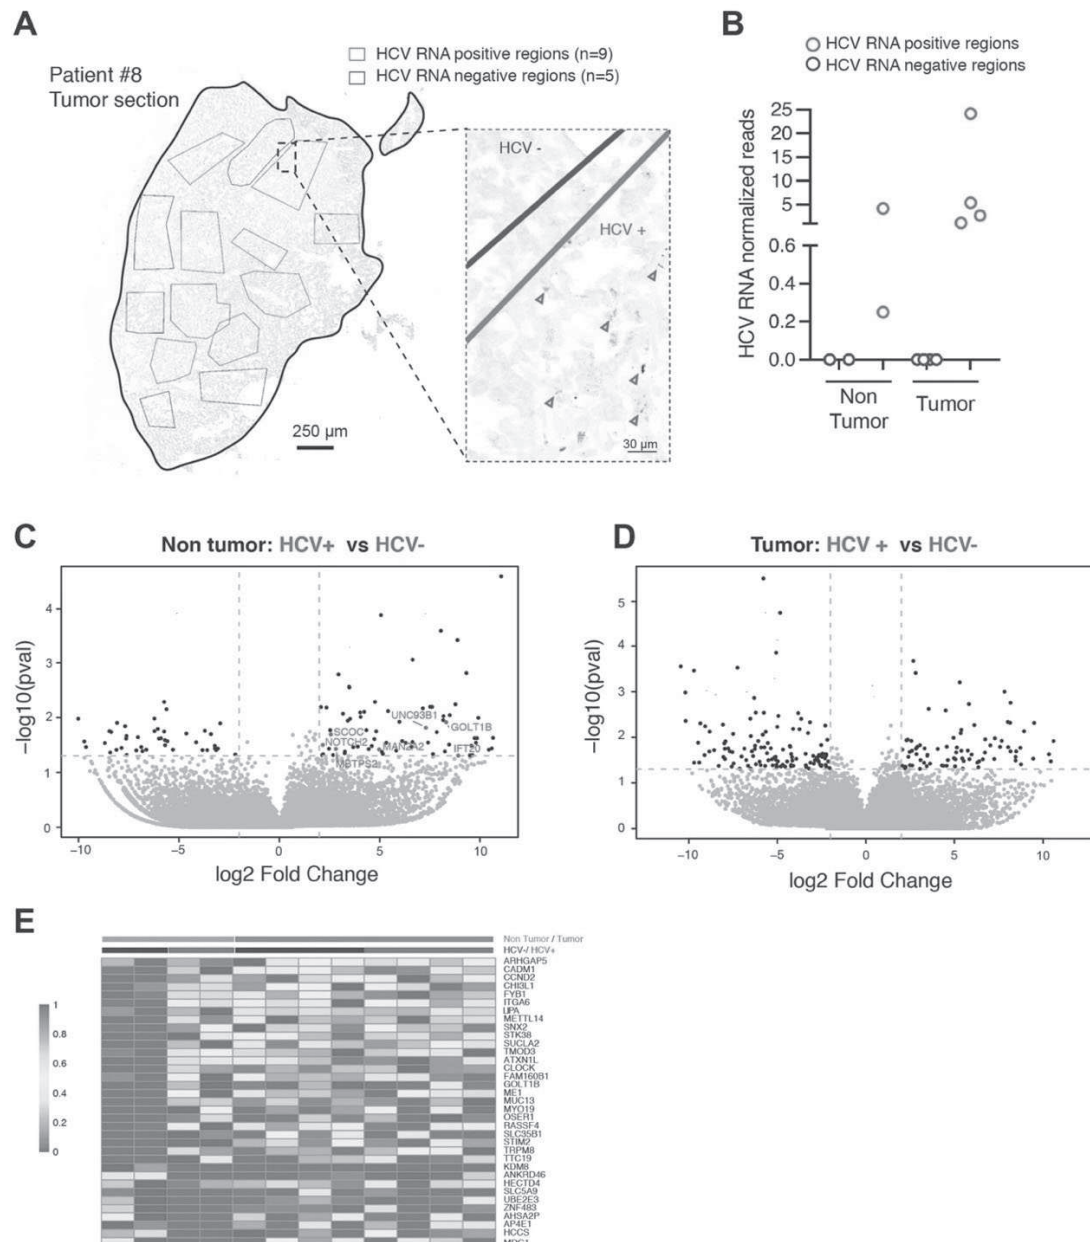 A
Patient #8
Tumor section
HCV RNA positive regions (n=9)
HCV RNA negative regions (n=5)
HCV -
HCV +
250 µm
30 µm
B
HCV RNA positive regions
HCV RNA negative regions
HCV RNA normalized reads
25
20
15
10
5
0.6
0.4
0.2
0.0
Non
Tumor
Tumor
C
Non tumor: HCV+ vs HCV-
−log10(pval)
4
3
2
1
0
UNC93B1
GOLT1B
SCOC
NOTCH2
MAN2A2
IFT20
MBTPS2
−10
−5
0
5
10
log2 Fold Change
D
Tumor: HCV + vs HCV-
−log10(pval)
5
4
3
2
1
0
−10
−5
0
5
10
log2 Fold Change
E
Non Tumor / Tumor
HCV-/ HCV+
1
0.8
0.6
0.4
0.2
0
ARHGAP5
CADM1
CCND2
CHI3L1
FYB1
ITGA6
LIPA
METTL14
SNX2
STK38
SUCLA2
TMOD3
ATXN1L
CLOCK
FAM160B1
GOLT1B
ME1
MUC13
MYO19
OSER1
RASSF4
SLC35B1
STIM2
TRPM8
TTC19
KDM8
ANKRD46
HECTD4
SLC5A9
UBE2E3
ZNF483
AHSA2P
AP4E1
HCCS